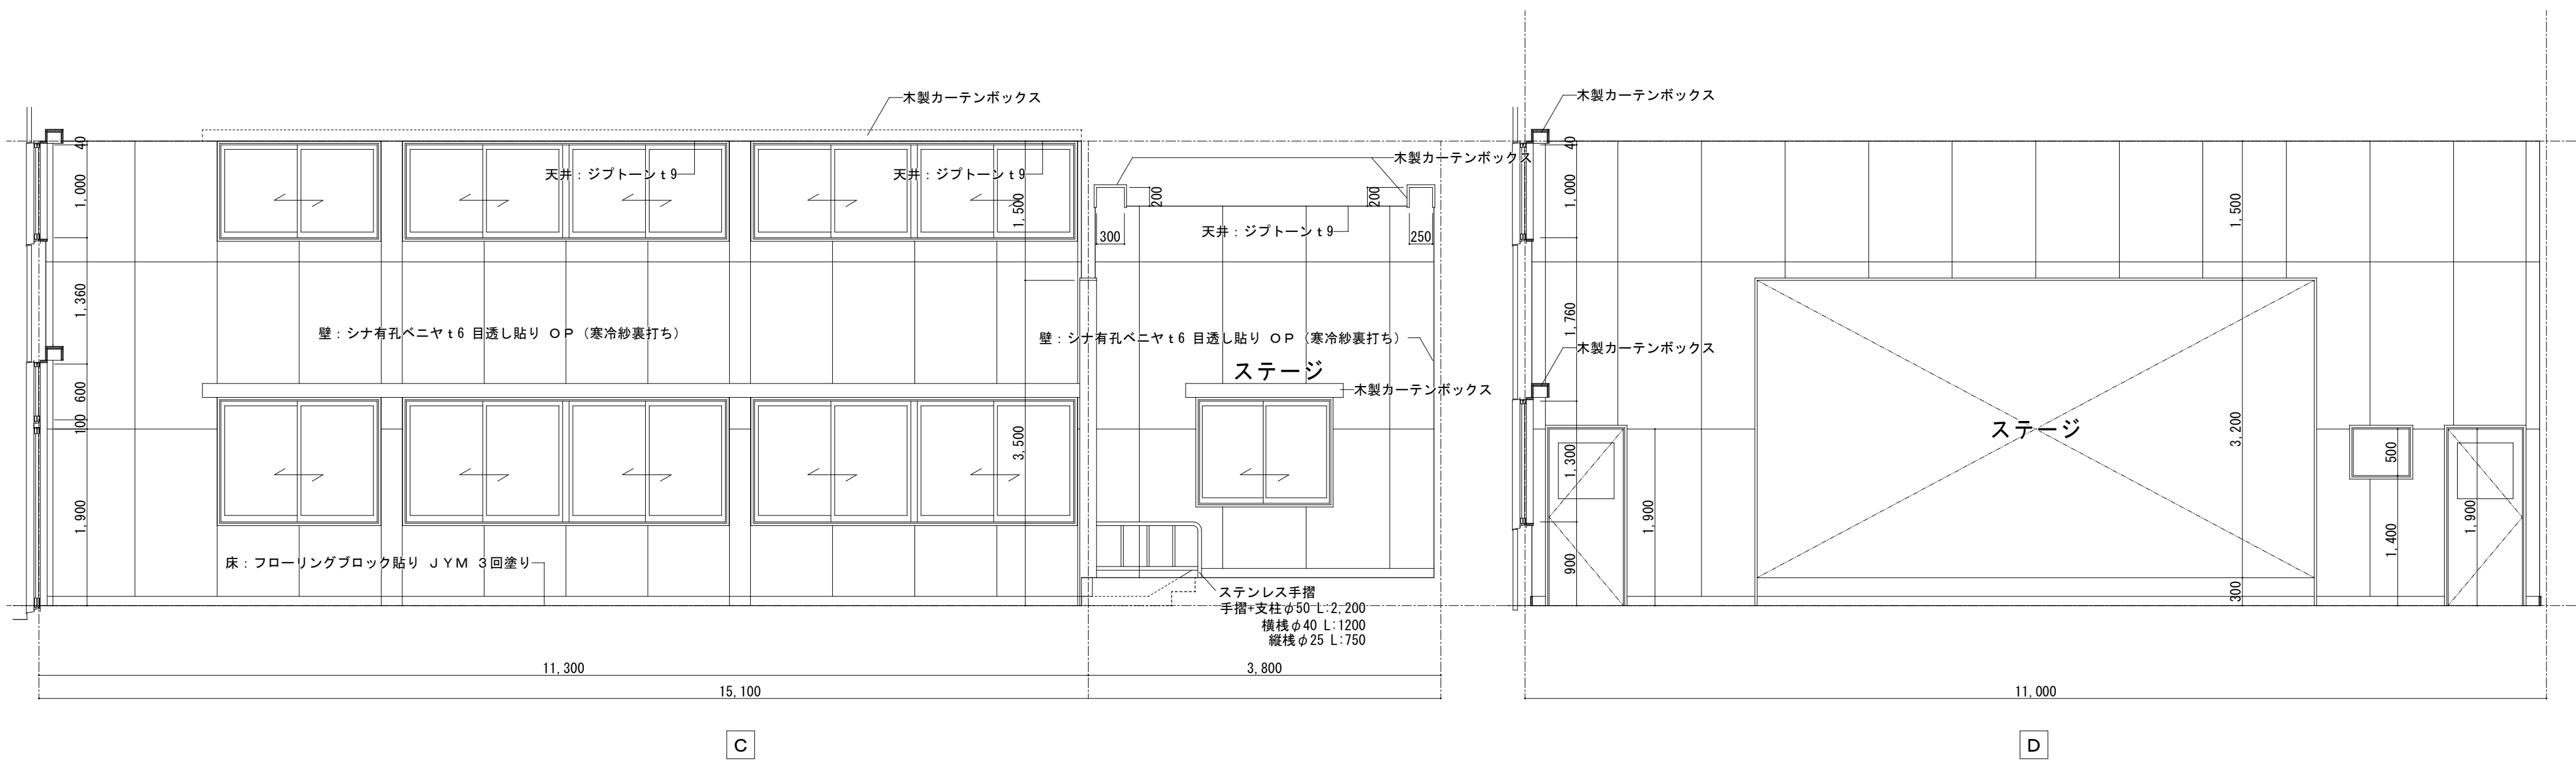 木製カーテンボックス
天井：ジプトーンｔ9
天井：ジプトーンｔ9
40
1,000
1,360
600
100
1,900
1,500
3,500
壁：シナ有孔ベニヤｔ6 目透し貼り ＯＰ（寒冷紗裏打ち）
床：フローリングブロック貼り ＪＹＭ 3回塗り
木製カーテンボックス
200
200
300
250
天井：ジプトーンｔ9
壁：シナ有孔ベニヤｔ6 目透し貼り ＯＰ（寒冷紗裏打ち）
ステージ
木製カーテンボックス
ステンレス手摺
手摺+支柱φ50 L:2,200
横桟φ40 L:1200
縦桟φ25 L:750
11,300
3,800
15,100
C
木製カーテンボックス
40
1,000
1,760
木製カーテンボックス
1,300
900
1,900
1,500
ステージ
3,200
300
500
1,400
1,900
11,000
D